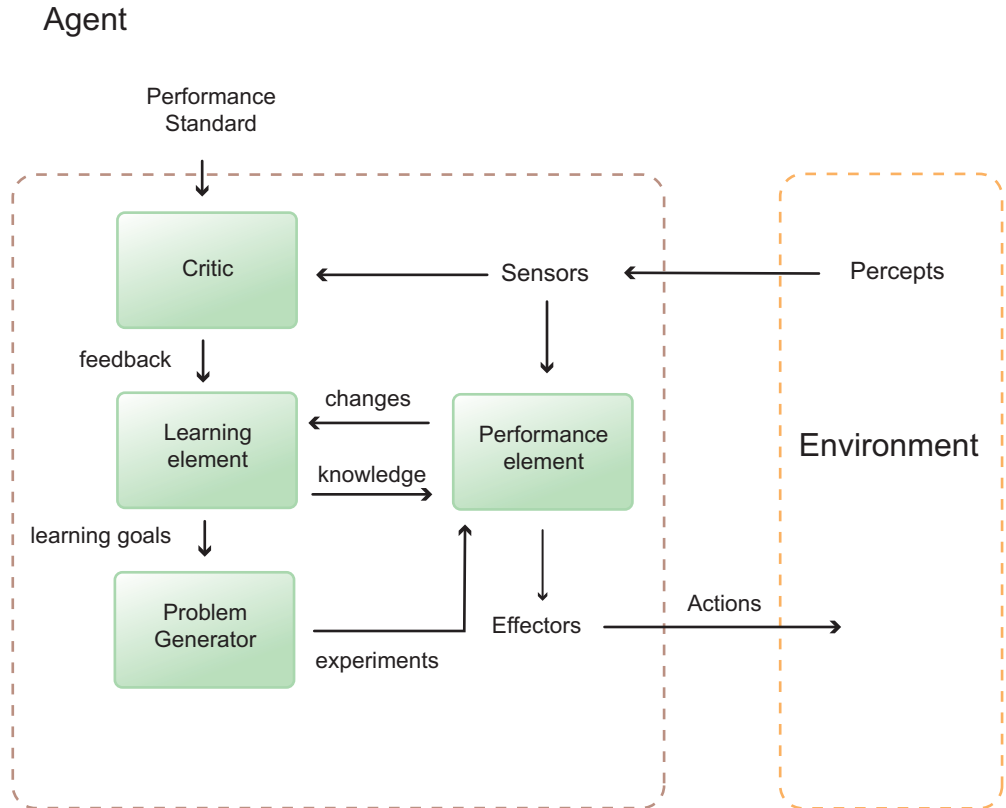 Agent
Performance
Standard
Critic
Sensors
Percepts
feedback
changes
Learning
element
Performance
element
Environment
knowledge
learning goals
Problem
Generator
Effectors
Actions
experiments